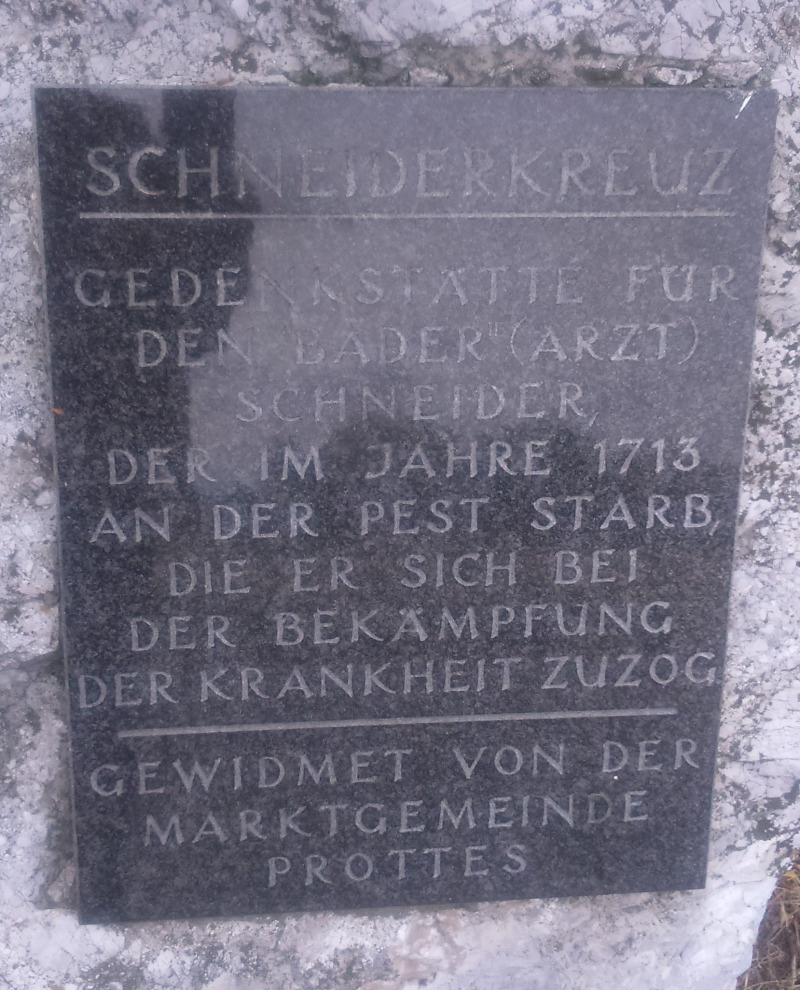 SCHNEIDERKREUZ
GEDENKSTÄTTE FÜR
DEN "BADER" (ARZT)
SCHNEIDER,
DER IM JAHRE 1713
AN DER PEST STARB,
DIE ER SICH BEI
DER BEKÄMPFUNG
DER KRANKHEIT ZUZOG
GEWIDMET VON DER
MARKTGEMEINDE
PROTTES